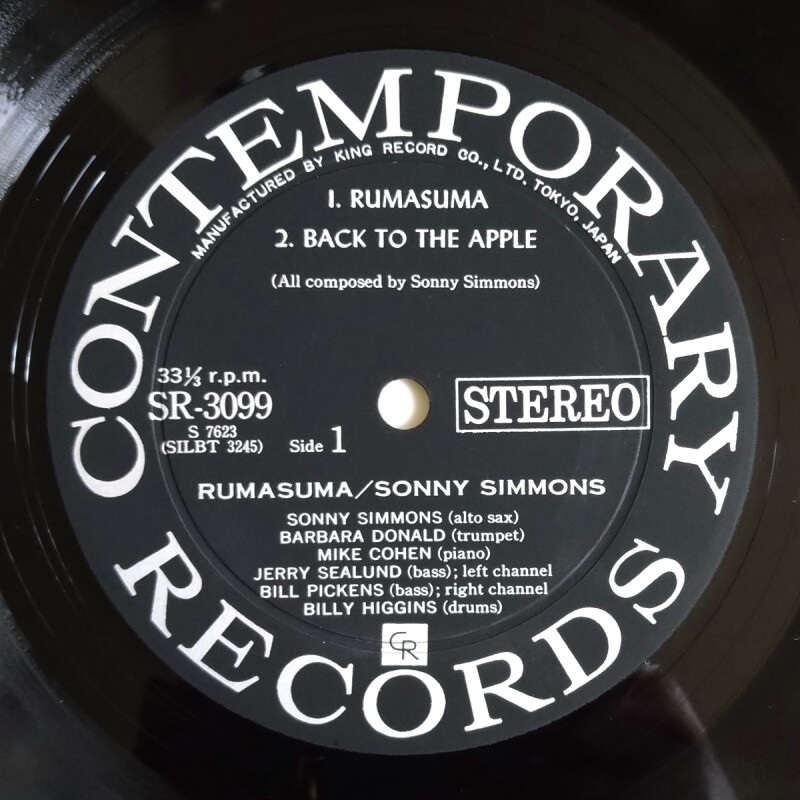 CONTEMPORARY
MANUFACTURED BY KING RECORD CO., LTD. TOKYO, JAPAN
1. RUMASUMA
2. BACK TO THE APPLE
(All composed by Sonny Simmons)
33⅓ r.p.m.
SR-3099
S 7623
(SILBT 3245)
Side 1
STEREO
RUMASUMA/SONNY SIMMONS
SONNY SIMMONS (alto sax)
BARBARA DONALD (trumpet)
MIKE COHEN (piano)
JERRY SEALUND (bass); left channel
BILL PICKENS (bass); right channel
BILLY HIGGINS (drums)
CR
RECORDS